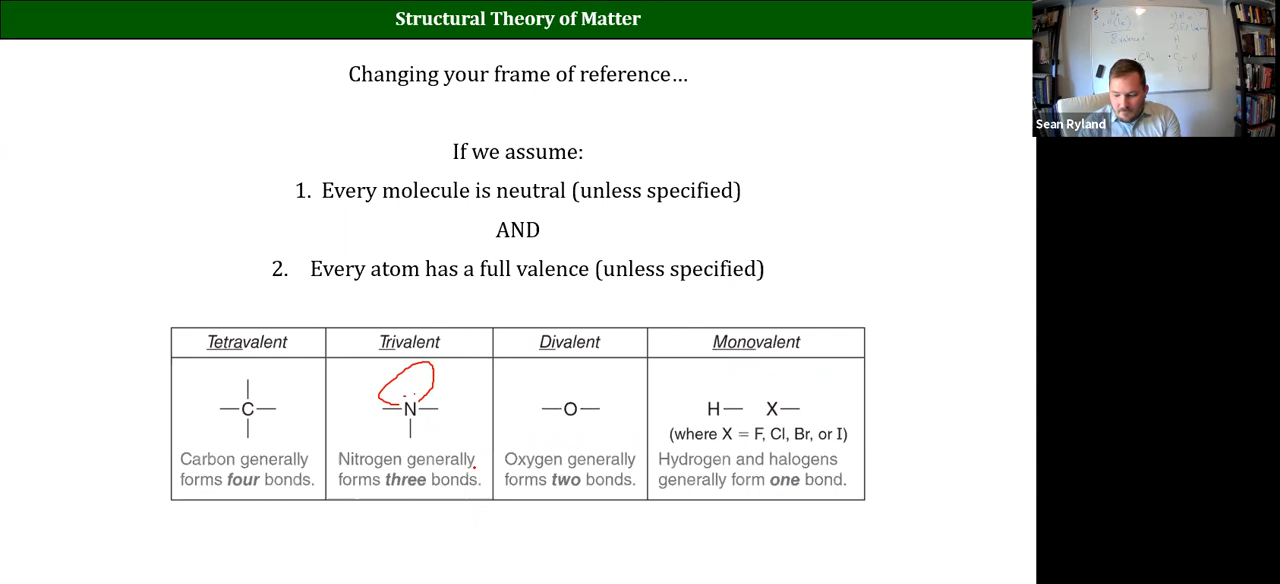 Structural Theory of Matter
Changing your frame of reference…
If we assume:
1. Every molecule is neutral (unless specified)
AND
2. Every atom has a full valence (unless specified)
Tetravalent Trivalent Divalent Monovalent
C N O H X
(where X = F, Cl, Br, or I)
Carbon generally
forms four bonds.
Nitrogen generally
forms three bonds.
Oxygen generally
forms two bonds.
Hydrogen and halogens
generally form one bond.
Sean Ryland